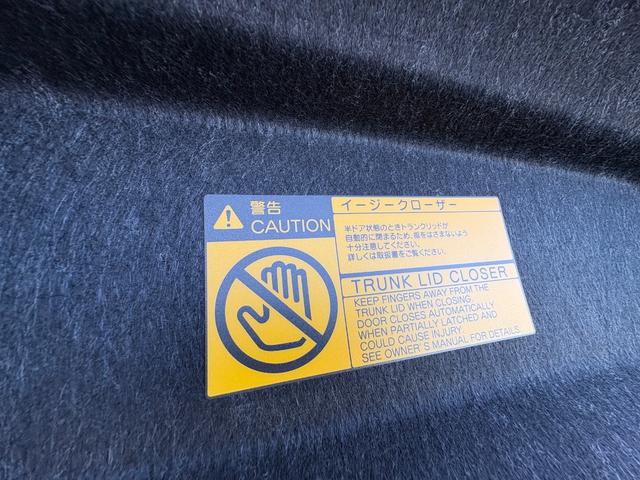 警告
CAUTION
イージークローザー
半ドア状態のときトランクリッドが
自動的に閉まるため、指をはさまないよう
十分注意してください。
詳しくは取扱書をご覧ください。
TRUNK LID CLOSER
KEEP FINGERS AWAY FROM THE
TRUNK LID WHEN CLOSING.
DOOR CLOSES AUTOMATICALLY
WHEN PARTIALLY LATCHED AND
COULD CAUSE INJURY.
SEE OWNER'S MANUAL FOR DETAILS.